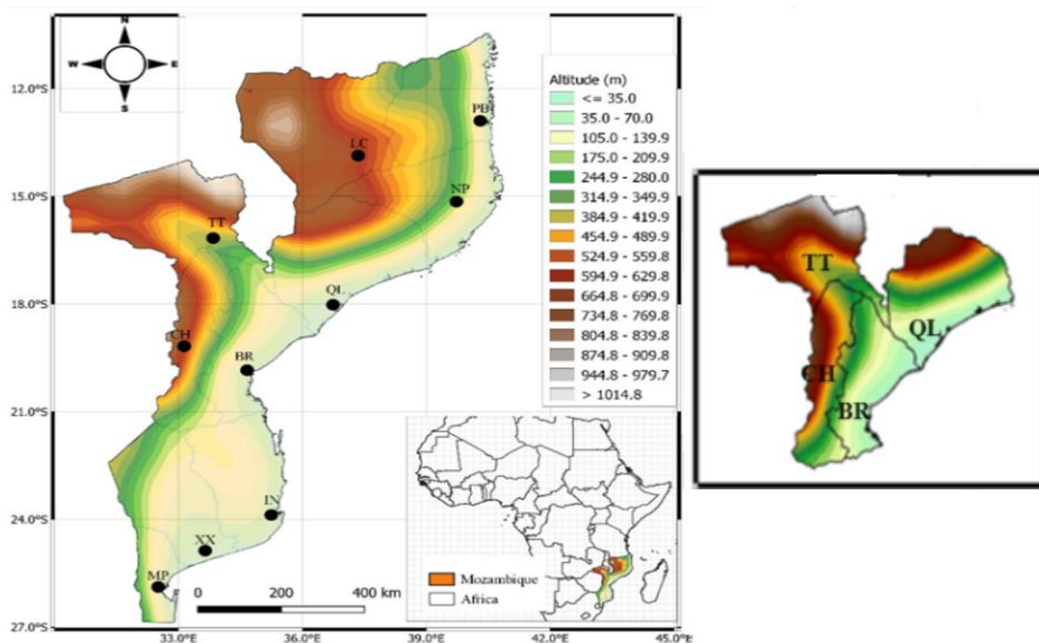 N
W E
S
12.0°S
15.0°S
18.0°S
21.0°S
24.0°S
27.0°S
33.0°E
36.0°E
39.0°E
42.0°E
45.0°E
PB
LC
NP
TT
QL
CH
BR
IN
XX
MP
0 200 400 km
Altitude (m)
<= 35.0
35.0 - 70.0
105.0 - 139.9
175.0 - 209.9
244.9 - 280.0
314.9 - 349.9
384.9 - 419.9
454.9 - 489.9
524.9 - 559.8
594.9 - 629.8
664.8 - 699.9
734.8 - 769.8
804.8 - 839.8
874.8 - 909.8
944.8 - 979.7
> 1014.8
Mozambique
Africa
TT
QL
CH
BR